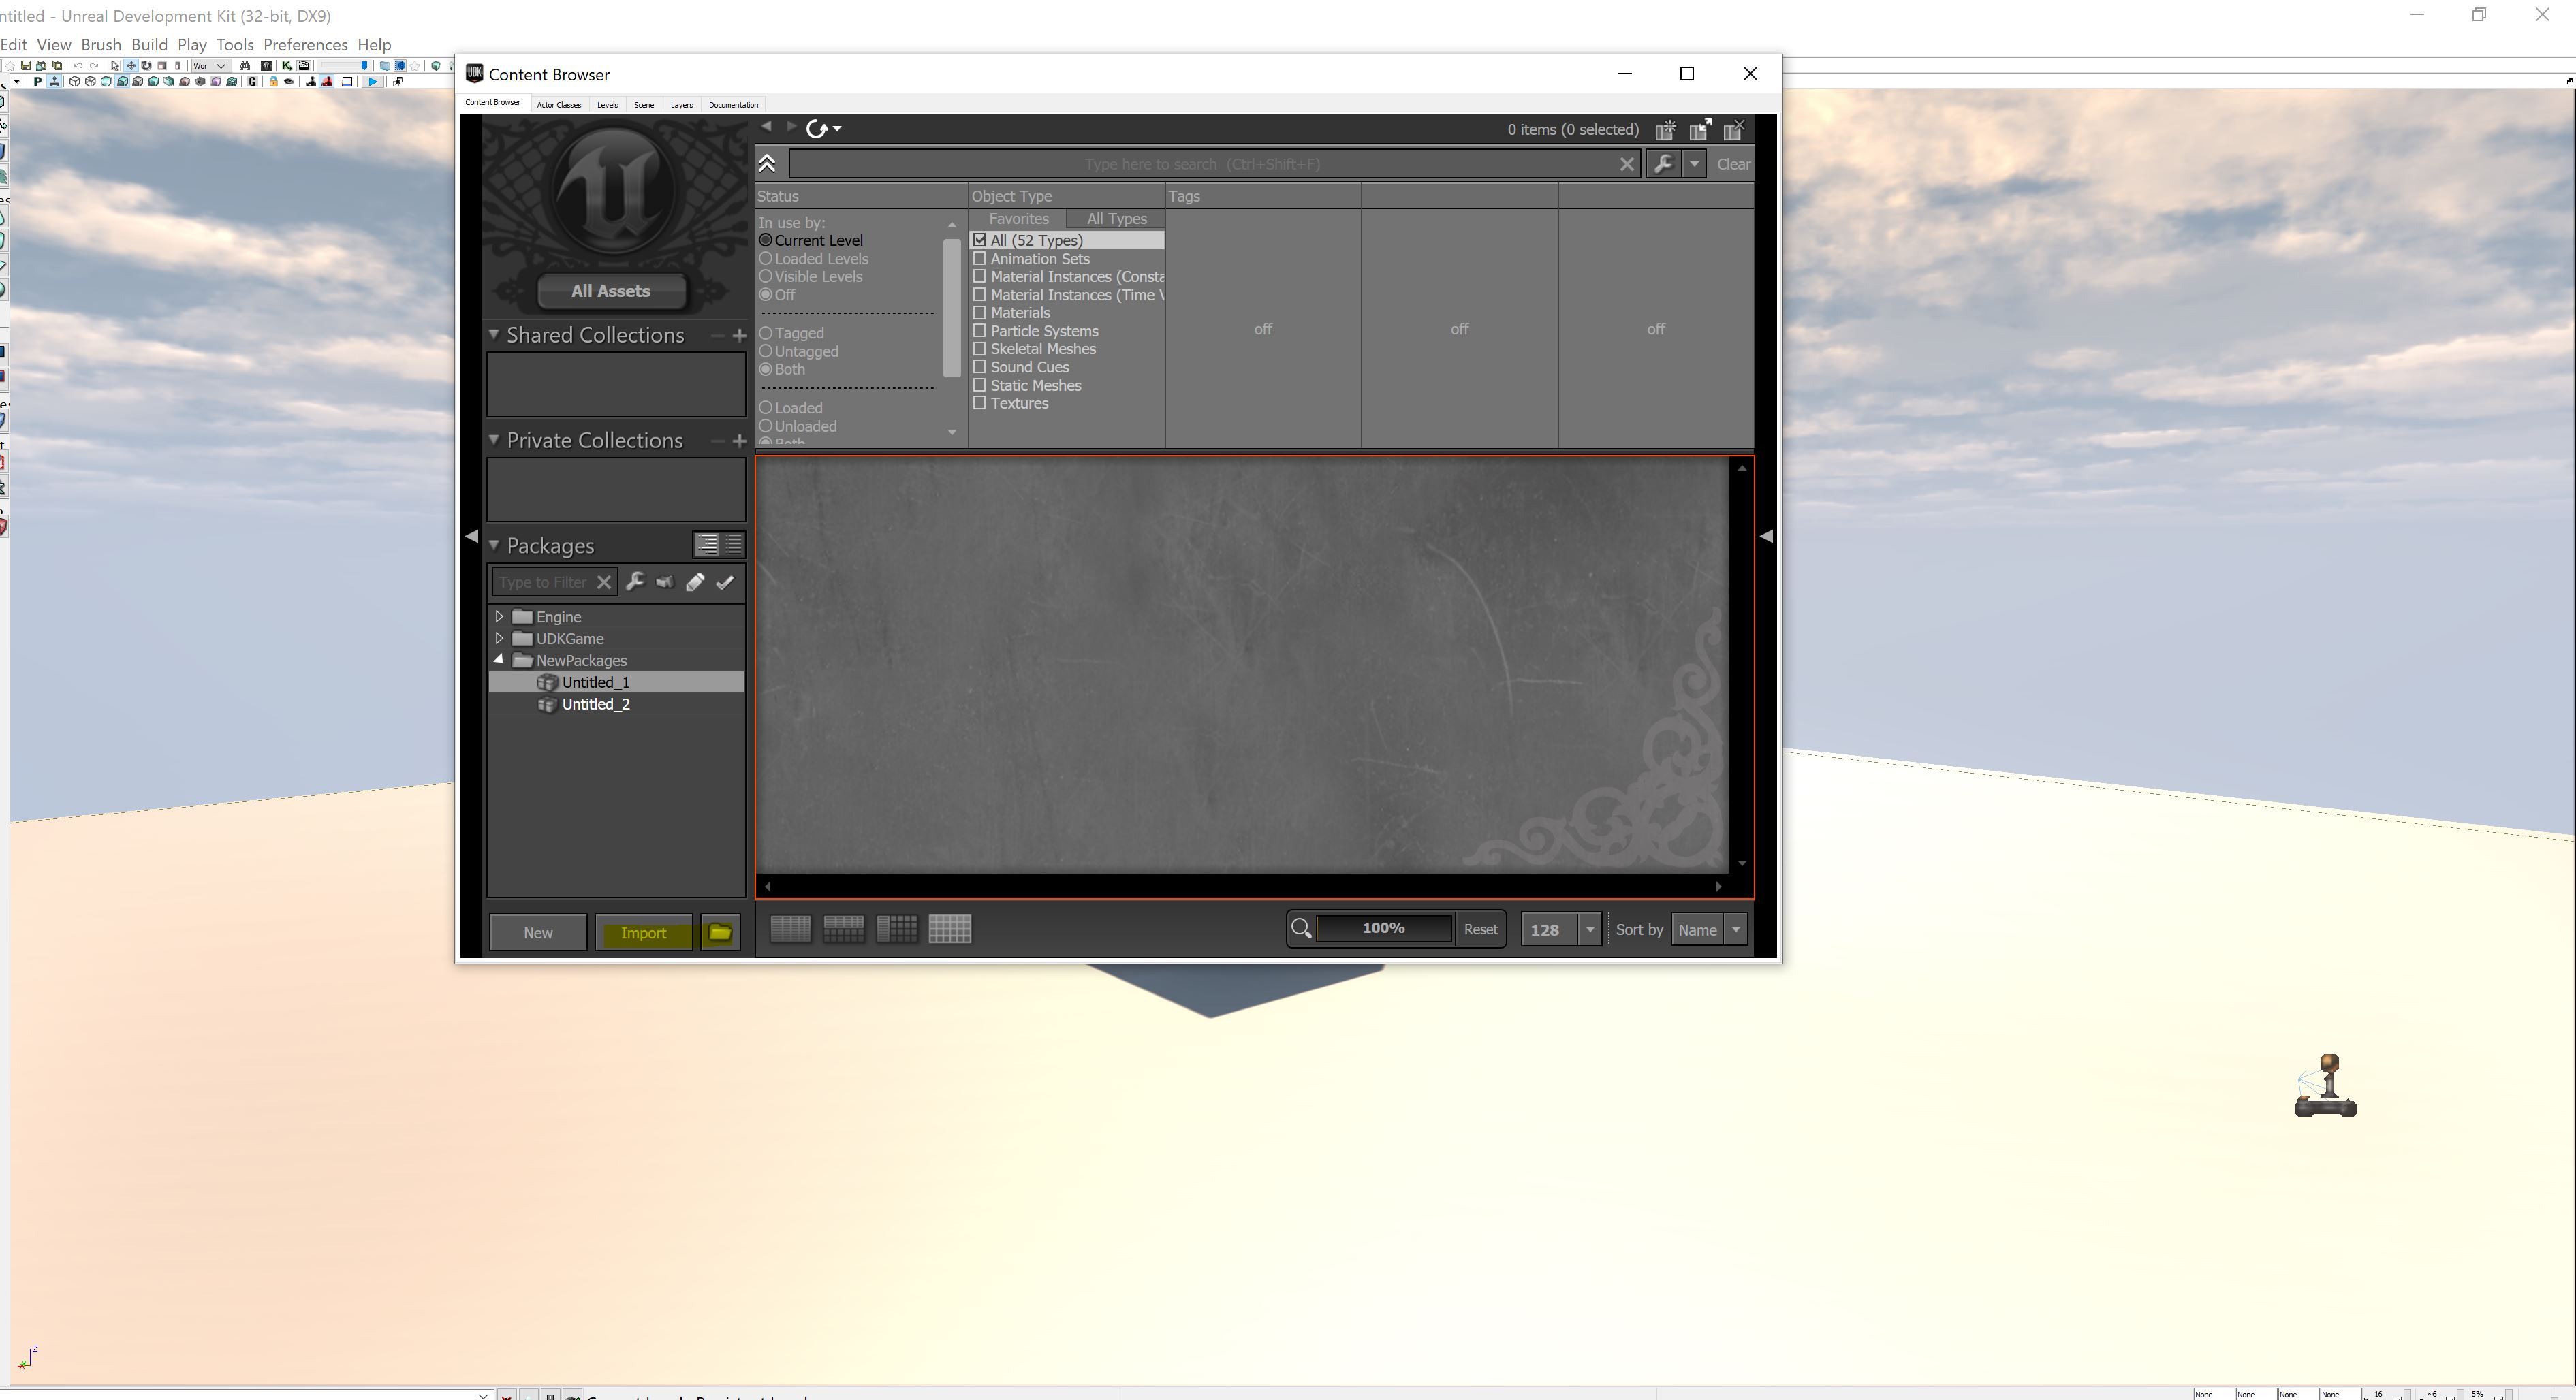 ntitled - Unreal Development Kit (32-bit, DX9)
Edit View Brush Build Play Tools Preferences Help
Wor
Content Browser
Content Browser Actor Classes Levels Scene Layers Documentation
0 items (0 selected)
Type here to search (Ctrl+Shift+F)
Clear
Status
Object Type
Tags
In use by:
Current Level
Loaded Levels
Visible Levels
Off
Tagged
Untagged
Both
Loaded
Unloaded
Both
Favorites
All Types
All (52 Types)
Animation Sets
Material Instances (Consta
Material Instances (Time V
Materials
Particle Systems
Skeletal Meshes
Sound Cues
Static Meshes
Textures
off
off
off
All Assets
Shared Collections
Private Collections
Packages
Type to Filter
Engine
UDKGame
NewPackages
Untitled_1
Untitled_2
New
Import
100%
Reset
128
Sort by
Name
Z
None None None None 16 ~6 5%